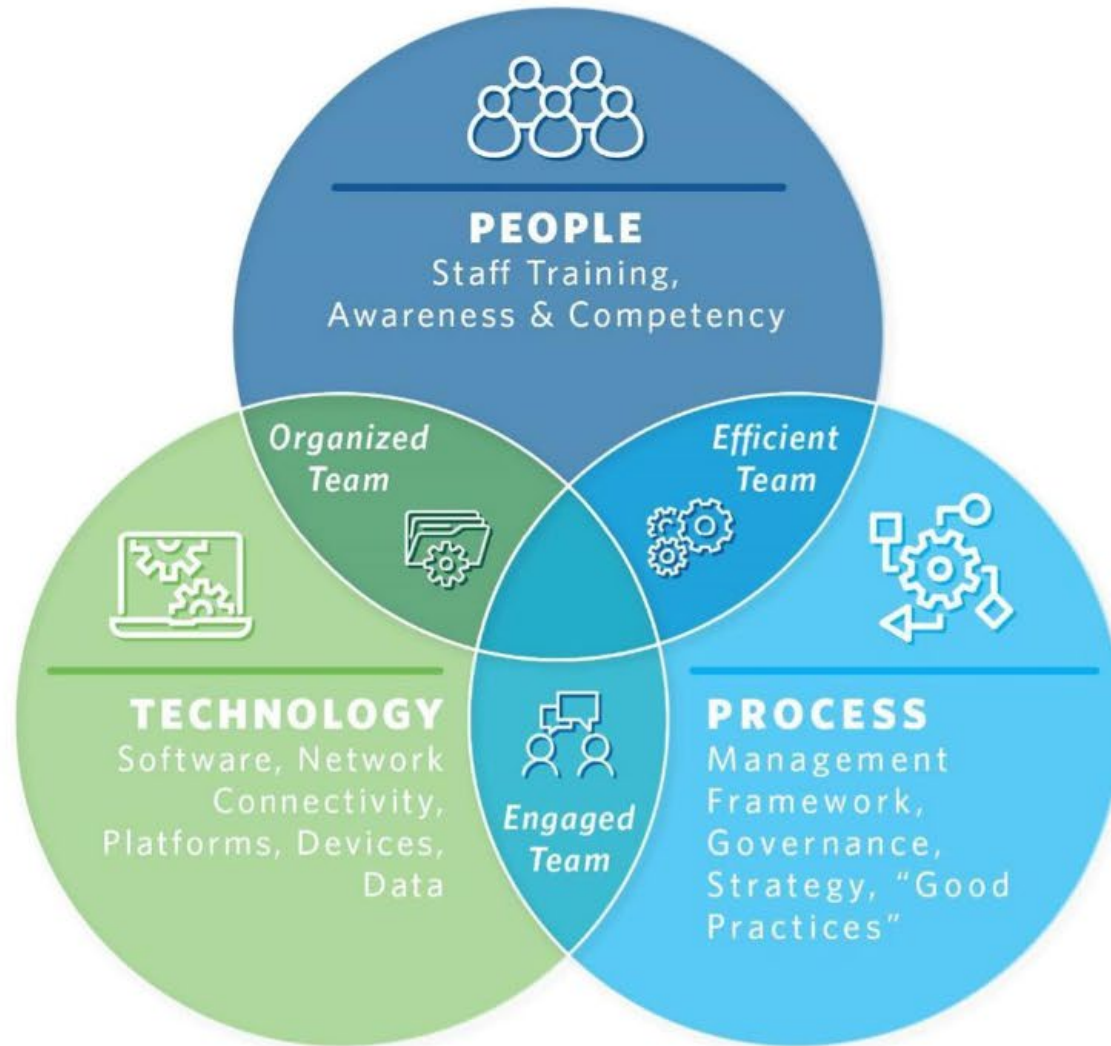 PEOPLE
Staff Training,
Awareness & Competency
Organized
Team
Efficient
Team
TECHNOLOGY
Software, Network
Connectivity,
Platforms, Devices,
Data
Engaged
Team
PROCESS
Management
Framework,
Governance,
Strategy, “Good
Practices”